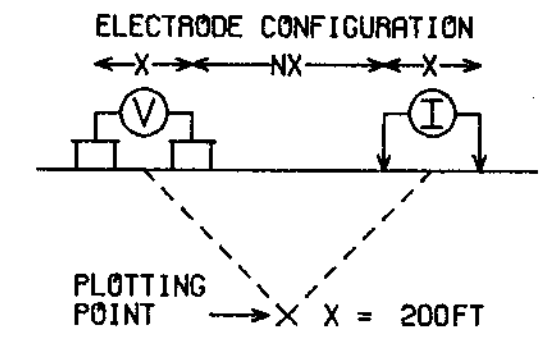 ELECTRODE CONFIGURATION
X NX X
V I
PLOTTING
POINT X = 200FT